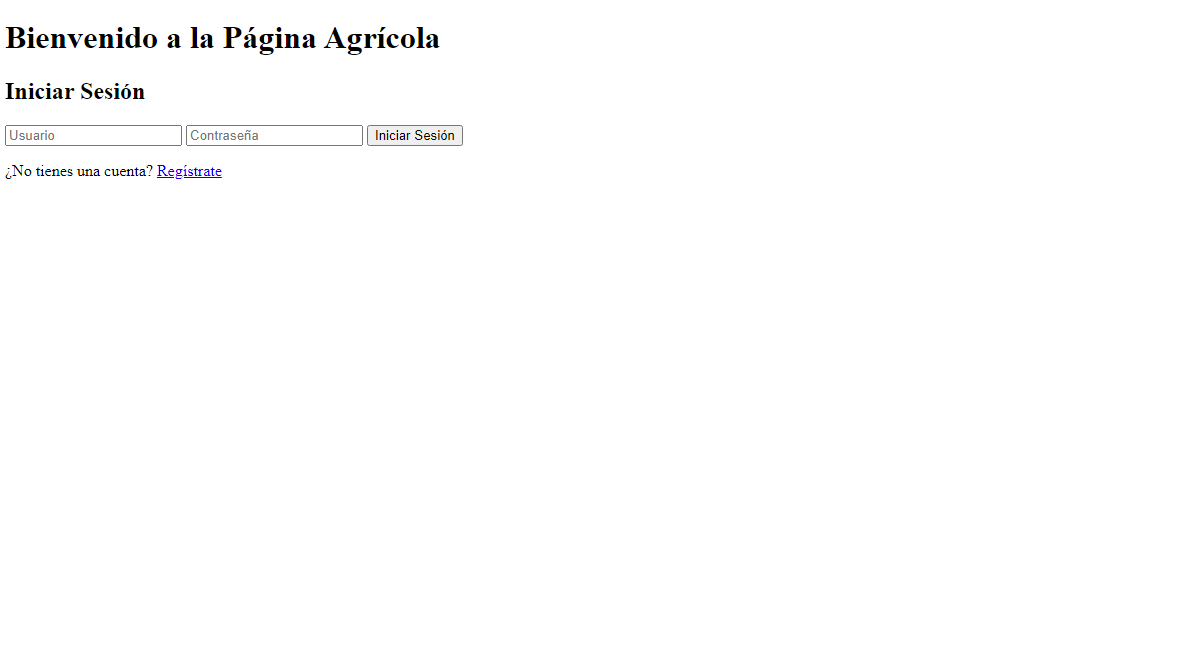 Bienvenido a la Página Agrícola
Iniciar Sesión
Usuario Contraseña Iniciar Sesión
¿No tienes una cuenta? Regístrate